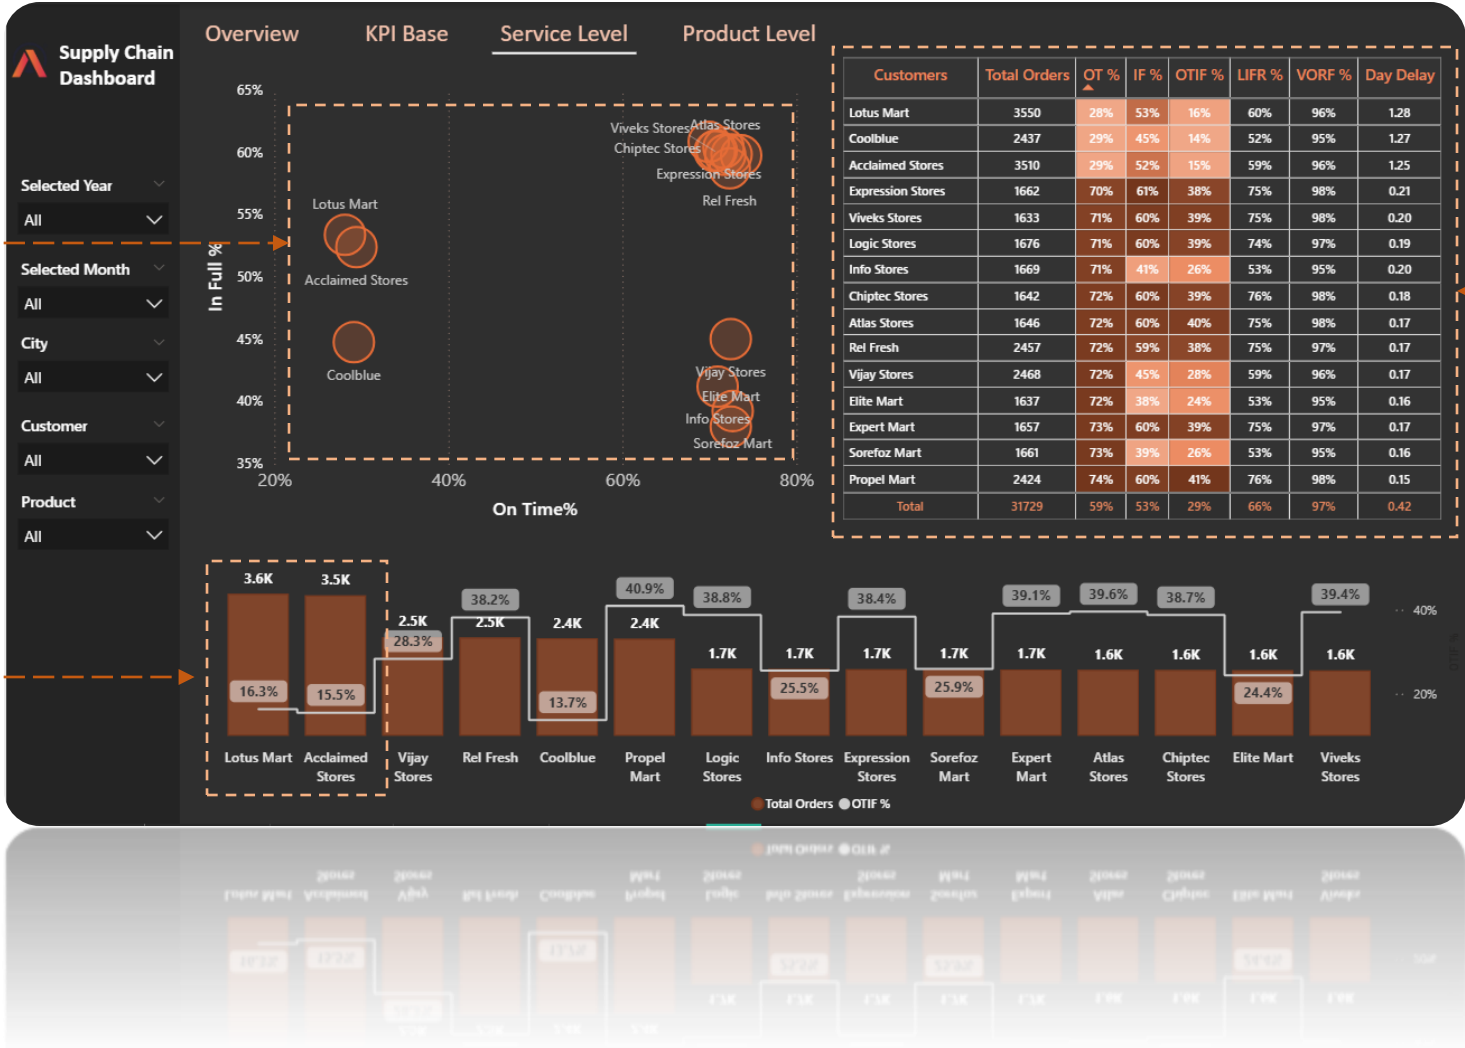 Supply Chain
Dashboard
Overview
KPI Base
Service Level
Product Level
Selected Year
All
Selected Month
All
City
All
Customer
All
Product
All
65%
60%
55%
50%
45%
40%
35%
In Full %
20%
40%
60%
80%
On Time%
Viveks Stores
Atlas Stores
Chiptec Stores
Expression Stores
Rel Fresh
Lotus Mart
Acclaimed Stores
Coolblue
Vijay Stores
Elite Mart
Info Stores
Sorefoz Mart
Customers Total Orders OT % IF % OTIF % LIFR % VORF % Day Delay
Lotus Mart 3550 28% 53% 16% 60% 96% 1.28
Coolblue 2437 29% 45% 14% 52% 95% 1.27
Acclaimed Stores 3510 29% 52% 15% 59% 96% 1.25
Expression Stores 1662 70% 61% 38% 75% 98% 0.21
Viveks Stores 1633 71% 60% 39% 75% 98% 0.20
Logic Stores 1676 71% 60% 39% 74% 97% 0.19
Info Stores 1669 71% 41% 26% 53% 95% 0.20
Chiptec Stores 1642 72% 60% 39% 76% 98% 0.18
Atlas Stores 1646 72% 60% 40% 75% 98% 0.17
Rel Fresh 2457 72% 59% 38% 75% 97% 0.17
Vijay Stores 2468 72% 45% 28% 59% 96% 0.17
Elite Mart 1637 72% 38% 24% 53% 95% 0.16
Expert Mart 1657 73% 60% 39% 75% 97% 0.17
Sorefoz Mart 1661 73% 39% 26% 53% 95% 0.16
Propel Mart 2424 74% 60% 41% 76% 98% 0.15
Total 31729 59% 53% 29% 66% 97% 0.42
3.6K 3.5K 2.5K 2.5K 2.4K 2.4K 1.7K 1.7K 1.7K 1.7K 1.7K 1.6K 1.6K 1.6K 1.6K
16.3% 15.5% 28.3% 38.2% 13.7% 40.9% 38.8% 25.5% 38.4% 25.9% 39.1% 39.6% 38.7% 24.4% 39.4%
40%
20%
Lotus Mart
Acclaimed
Stores
Vijay
Stores
Rel Fresh
Coolblue
Propel
Mart
Logic
Stores
Info Stores
Expression
Stores
Sorefoz
Mart
Expert
Mart
Atlas
Stores
Chiptec
Stores
Elite Mart
Viveks
Stores
Total Orders OTIF %